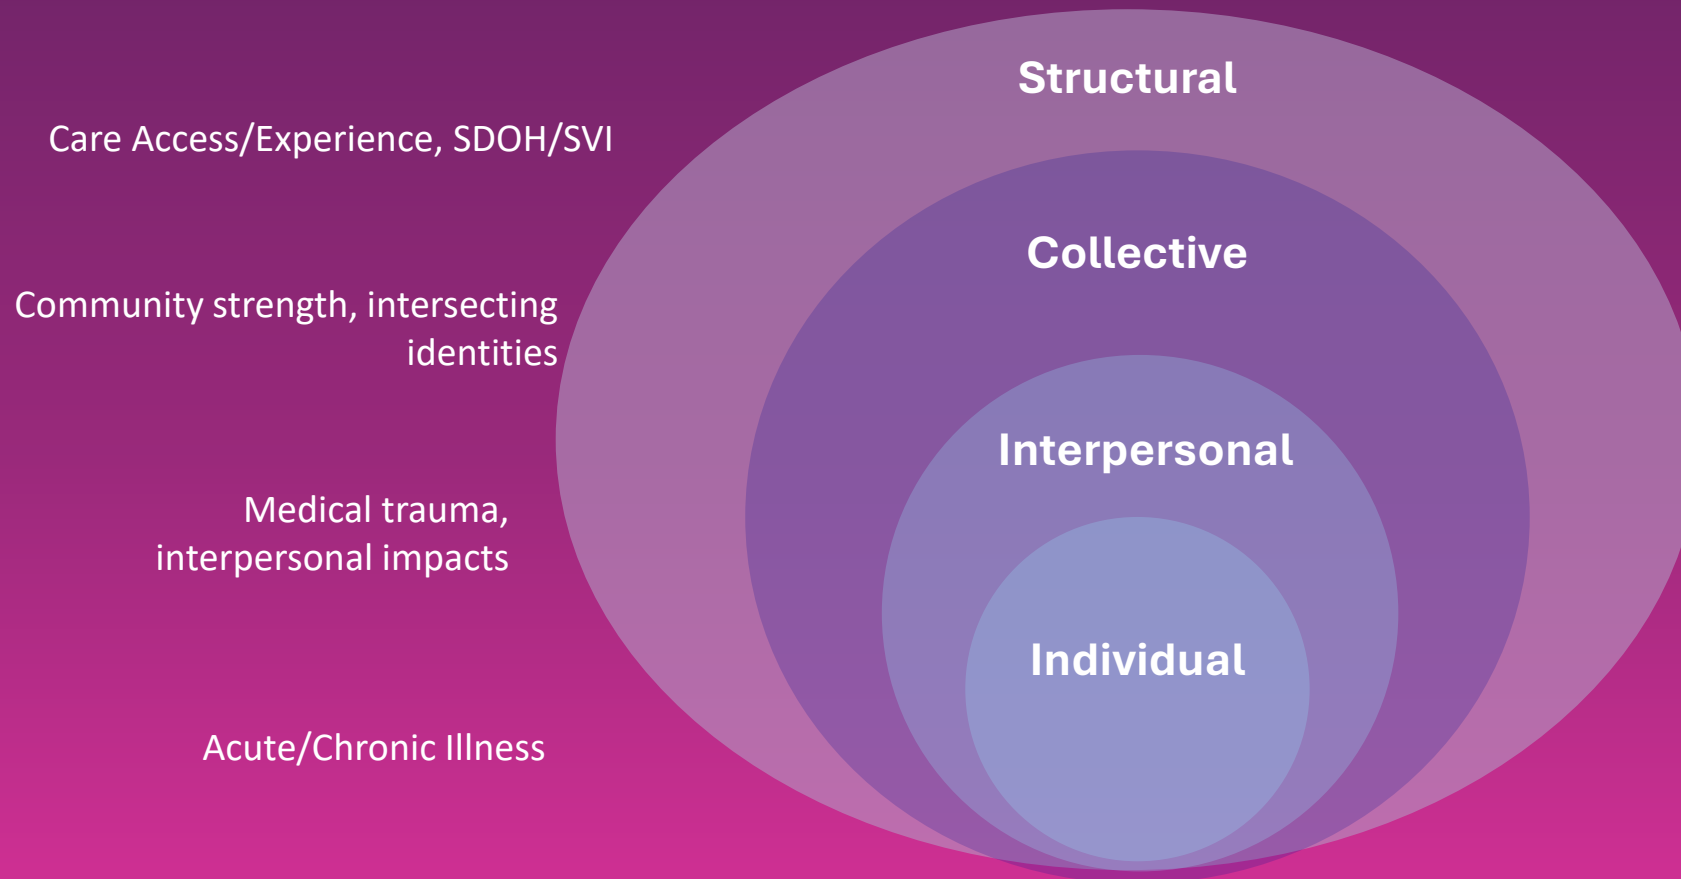 Structural
Care Access/Experience, SDOH/SVI
Collective
Community strength, intersecting
identities
Interpersonal
Medical trauma,
interpersonal impacts
Individual
Acute/Chronic Illness